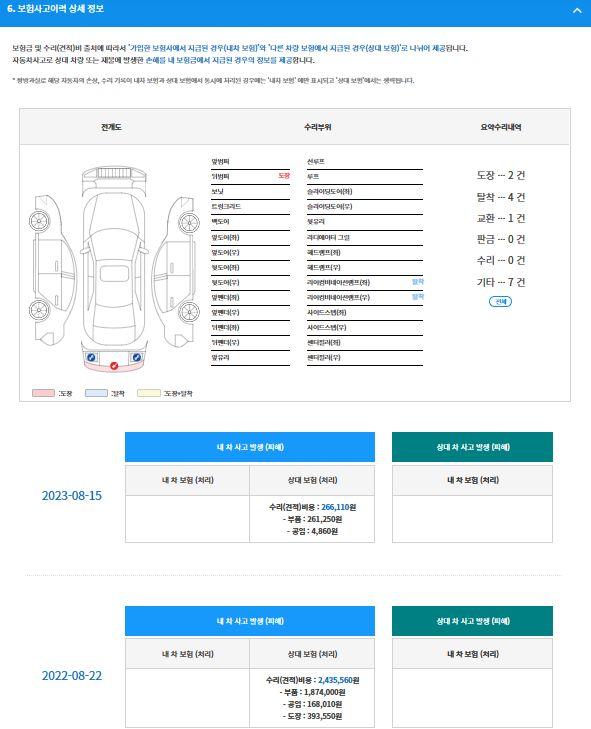 6. 보험사고이력 상세 정보
보험금 및 수리(견적)비 출처에 따라서 '가입한 보험사에서 지급된 경우(내차 보험)'와 '다른 차량 보험에서 지급된 경우(상대 보험)'로 나뉘어 제공됩니다.
자동차사고로 상대 차량 또는 재물에 발생한 손해를 내 보험금에서 지급된 경우의 정보를 제공합니다.
* 쌍방과실로 해당 자동차의 손상, 수리 기록이 내차 보험과 상대 보험에서 동시에 처리된 경우에는 '내차 보험' 에만 표시되고 '상대 보험'에서는 생략됩니다.
전개도 수리부위 요약수리내역
앞범퍼 선루프
뒤범퍼 도장 루프
보닛 슬라이딩도어(좌)
트렁크리드 슬라이딩도어(우)
백도어 뒷유리
앞도어(좌) 라디에이터 그릴
앞도어(우) 헤드램프(좌)
뒷도어(좌) 헤드램프(우)
뒷도어(우) 리어컴비네이션램프(좌) 탈착
앞펜더(좌) 리어컴비네이션램프(우) 탈착
앞펜더(우) 사이드스텝(좌)
뒤펜더(좌) 사이드스텝(우)
뒤펜더(우) 센터필러(좌)
앞유리 센터필러(우)
도장 ··· 2 건
탈착 ··· 4 건
교환 ··· 1 건
판금 ··· 0 건
수리 ··· 0 건
기타 ··· 7 건
전체
:도장 :탈착 :도장+탈착
내 차 사고 발생 (피해) 상대 차 사고 발생 (피해)
내 차 보험 (처리) 상대 보험 (처리) 내 차 보험 (처리)
2023-08-15
수리(견적)비용 : 266,110원
- 부품 : 261,250원
- 공임 : 4,860원
내 차 사고 발생 (피해) 상대 차 사고 발생 (피해)
내 차 보험 (처리) 상대 보험 (처리) 내 차 보험 (처리)
2022-08-22
수리(견적)비용 : 2,435,560원
- 부품 : 1,874,000원
- 공임 : 168,010원
- 도장 : 393,550원